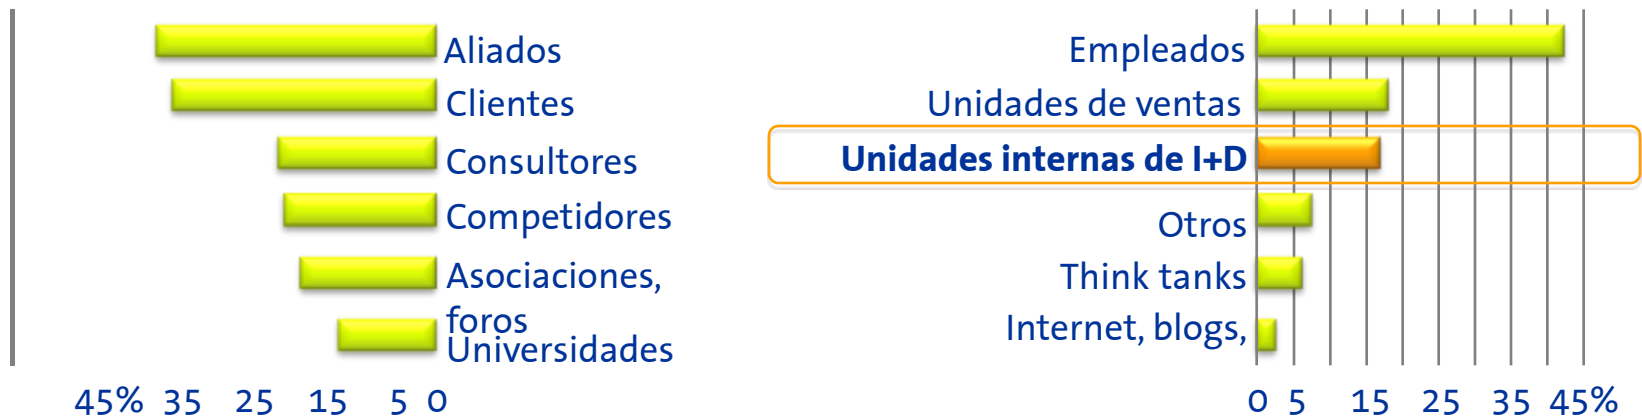 Aliados
Clientes
Consultores
Competidores
Asociaciones,
foros
Universidades
45% 35 25 15 5 0
Empleados
Unidades de ventas
Unidades internas de I+D
Otros
Think tanks
Internet, blogs,
0 5 15 25 35 45%